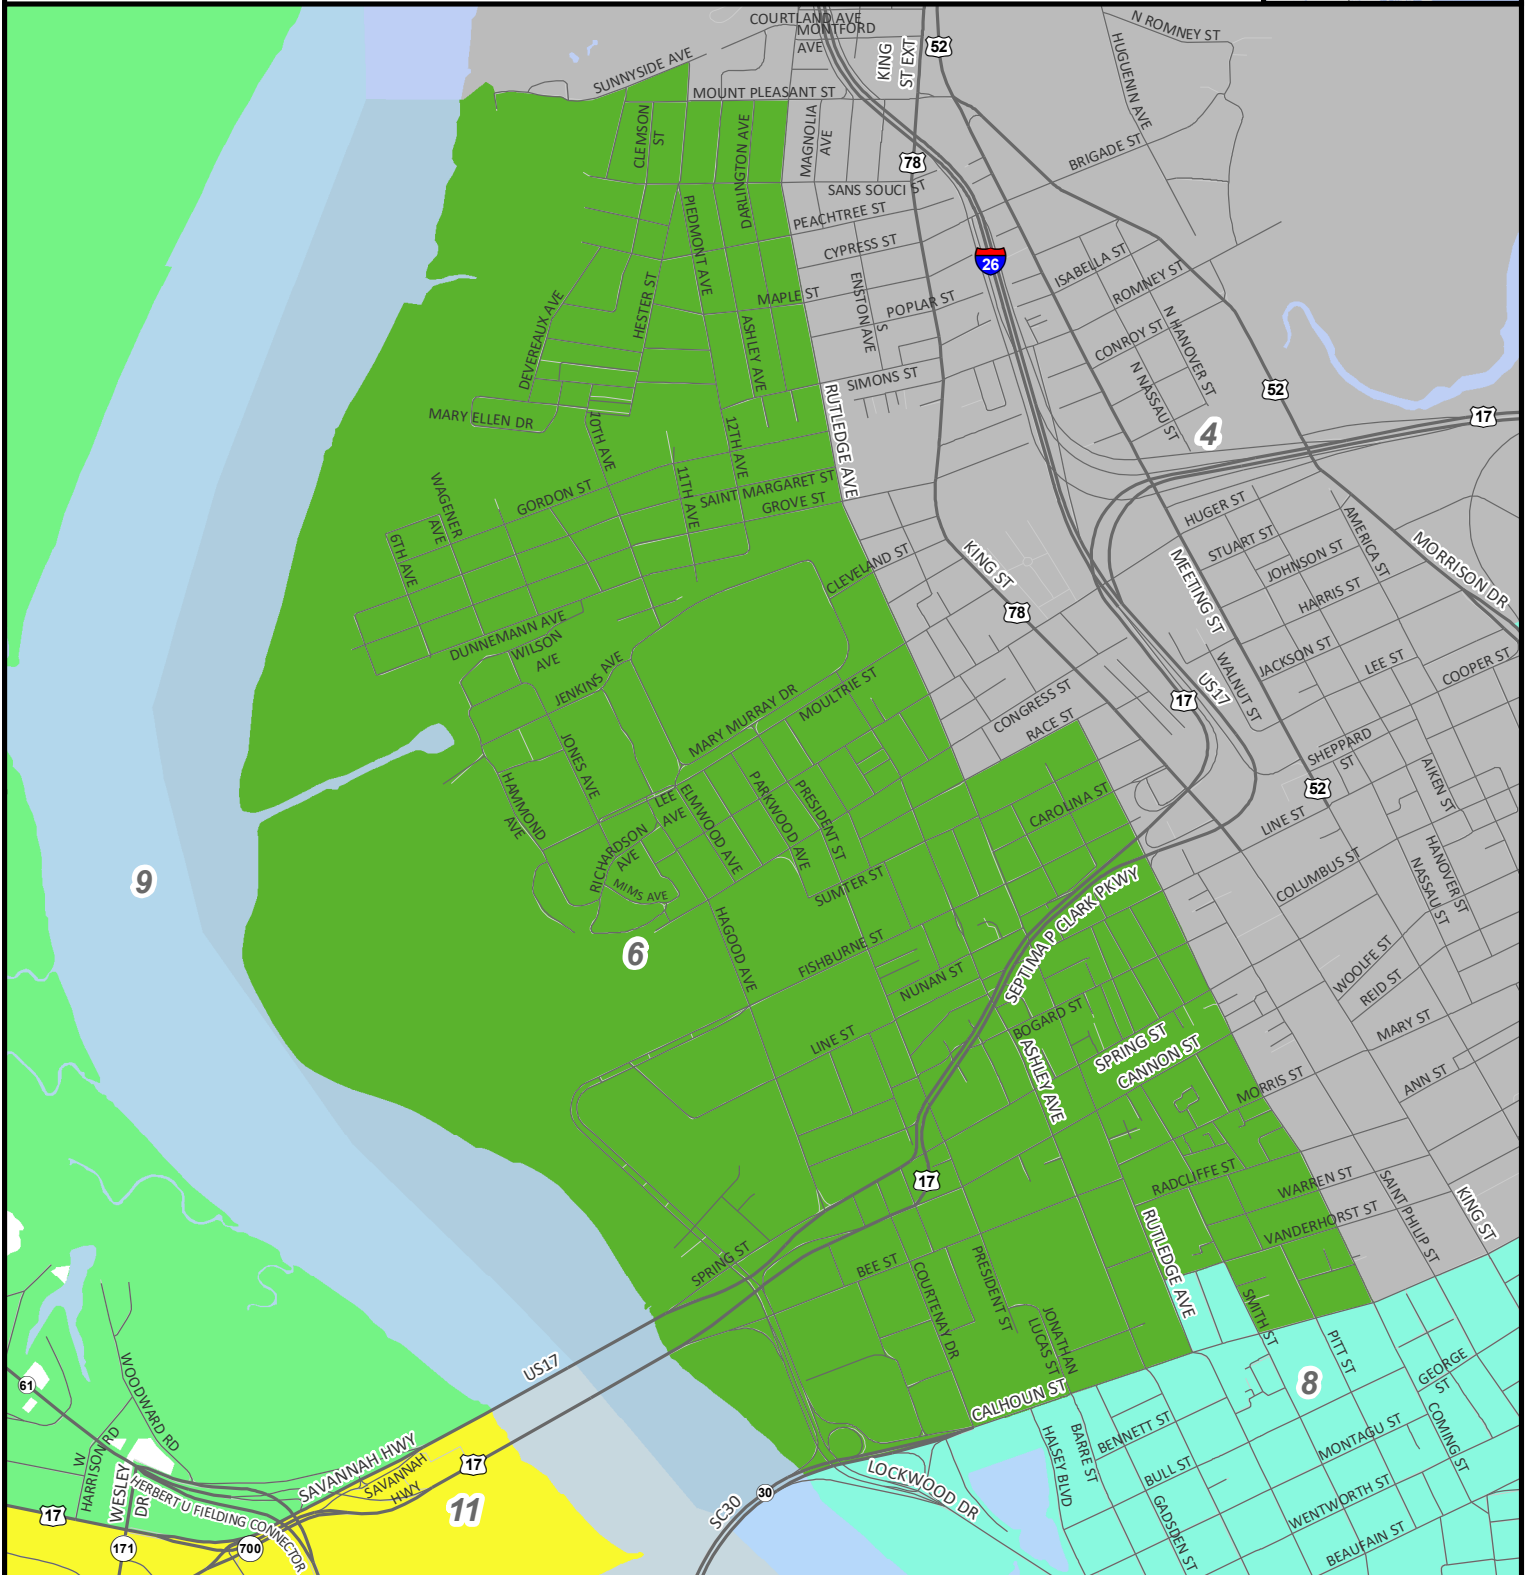 COURTLAND AVE
MONTFORD
AVE
KING
ST EXT
52
N ROMNEY ST
HUGUENIN AVE
SUNNYSIDE AVE
MOUNT PLEASANT ST
CLEMSON
ST
DARLINGTON AVE
MAGNOLIA
AVE
78
BRIGADE ST
SANS SOUCI ST
PIEDMONT AVE
PEACHTREE ST
CYPRESS ST
26
ISABELLA ST
ROMNEY ST
HESTER ST
MAPLE ST
ENSTON AVE
S
POPLAR ST
N HANOVER ST
DEVEREAUX AVE
ASHLEY AVE
CONROY ST
N NASSAU ST
SIMONS ST
52
MARY ELLEN DR
10TH AVE
12TH AVE
RUTLEDGE AVE
17
4
WAGENER
AVE
GORDON ST
11TH AVE
SAINT MARGARET ST
GROVE ST
HUGER ST
AMERICA ST
6TH AVE
CLEVELAND ST
KING ST
STUART ST
JOHNSON ST
MORRISON DR
MEETING ST
HARRIS ST
78
DUNNEMANN AVE
WILSON
AVE
JENKINS AVE
JACKSON ST
LEE ST
COOPER ST
WALNUT ST
US17
17
MARY MURRAY DR
MOULTRIE ST
CONGRESS ST
RACE ST
SHEPPARD
ST
JONES AVE
HAMMOND
AVE
LEE
AVE
ELMWOOD AVE
PARKWOOD AVE
PRESIDENT ST
CAROLINA ST
52
AIKEN ST
LINE ST
RICHARDSON
AVE
MIMS AVE
SUMTER ST
COLUMBUS ST
HANOVER ST
NASSAU ST
9
SEPTIMA P CLARK PKWY
HAGOOD AVE
6
FISHBURNE ST
NUNAN ST
WOOLFE ST
REID ST
LINE ST
BOGARD ST
SPRING ST
CANNON ST
MARY ST
ASHLEY AVE
MORRIS ST
ANN ST
17
RADCLIFFE ST
WARREN ST
SAINT PHILIP ST
KING ST
VANDERHORST ST
RUTLEDGE AVE
SPRING ST
BEE ST
COURTENAY DR
PRESIDENT ST
JONATHAN
LUCAS ST
SMITH ST
PITT ST
GEORGE
ST
8
US17
61
WOODWARD RD
CALHOUN ST
W
HARRISON RD
SAVANNAH HWY
SAVANNAH
HWY
17
HALSEY BLVD
BARRE ST
BENNETT ST
BULL ST
MONTAGU ST
COMING ST
LOCKWOOD DR
WESLEY
DR
HERBERT U FIELDING CONNECTOR
17
11
SC30
30
GADSDEN ST
WENTWORTH ST
BEAUFAIN ST
171
700